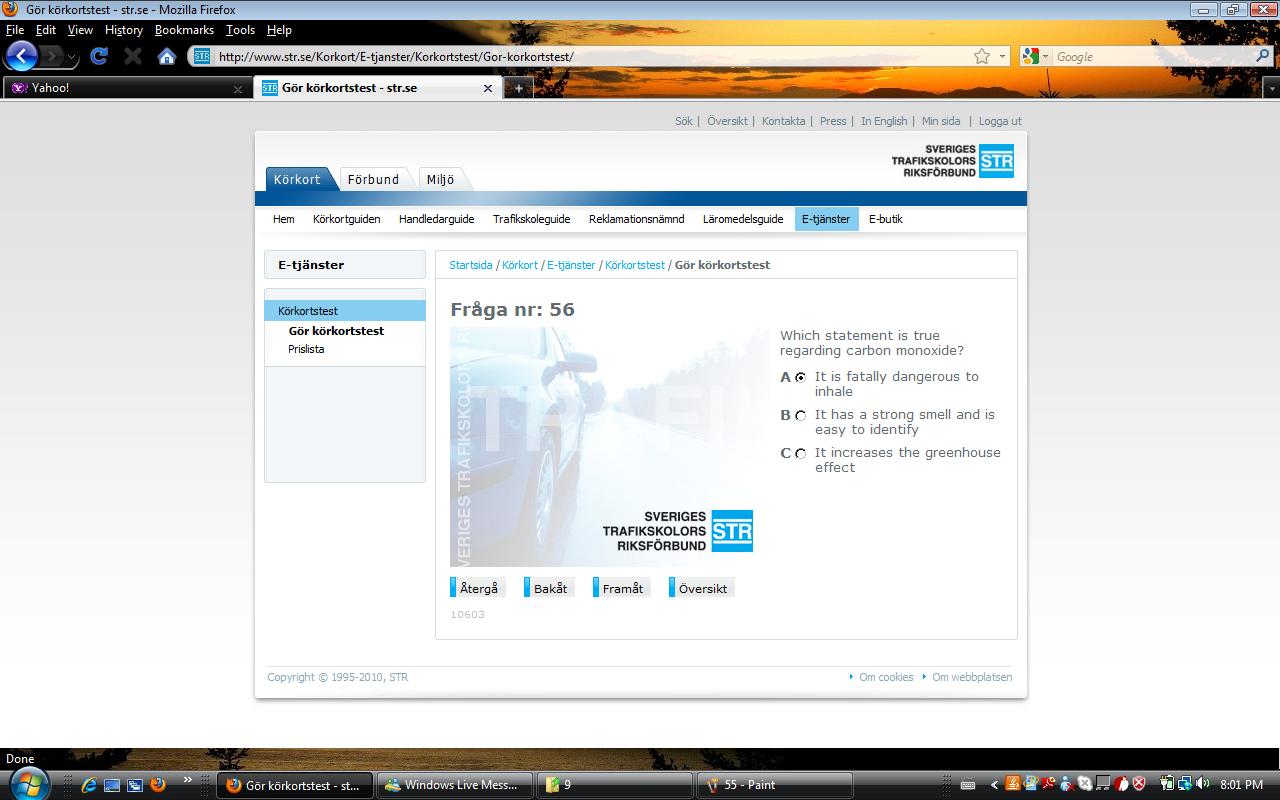 Gör körkortstest - str.se - Mozilla Firefox
File Edit View History Bookmarks Tools Help
STR http://www.str.se/Korkort/E-tjanster/Korkortstest/Gor-korkortstest/ Google
Yahoo! STR Gör körkortstest - str.se
Sök | Översikt | Kontakta | Press | In English | Min sida | Logga ut
SVERIGES
TRAFIKSKOLORS
RIKSFÖRBUND
STR
Körkort Förbund Miljö
Hem Körkortguiden Handledarguide Trafikskoleguide Reklamationsnämnd Läromedelsguide E-tjänster E-butik
E-tjänster
Körkortstest
Gör körkortstest
Prislista
Startsida / Körkort / E-tjänster / Körkortstest / Gör körkortstest
Fråga nr: 56
VERIGES TRAFIKSKOLORS R
TRAFI
SVERIGES
TRAFIKSKOLORS
RIKSFÖRBUND
STR
Which statement is true
regarding carbon monoxide?
A It is fatally dangerous to
inhale
B It has a strong smell and is
easy to identify
C It increases the greenhouse
effect
Återgå Bakåt Framåt Översikt
10603
Copyright © 1995-2010, STR Om cookies Om webbplatsen
Done
Gör körkortstest - st... Windows Live Mess... 9 55 - Paint 8:01 PM